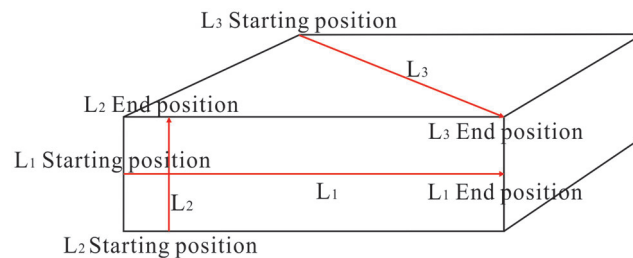 L3 Starting position
L3
L2 End position
L3 End position
L1 Starting position
L1
L1 End position
L2
L2 Starting position